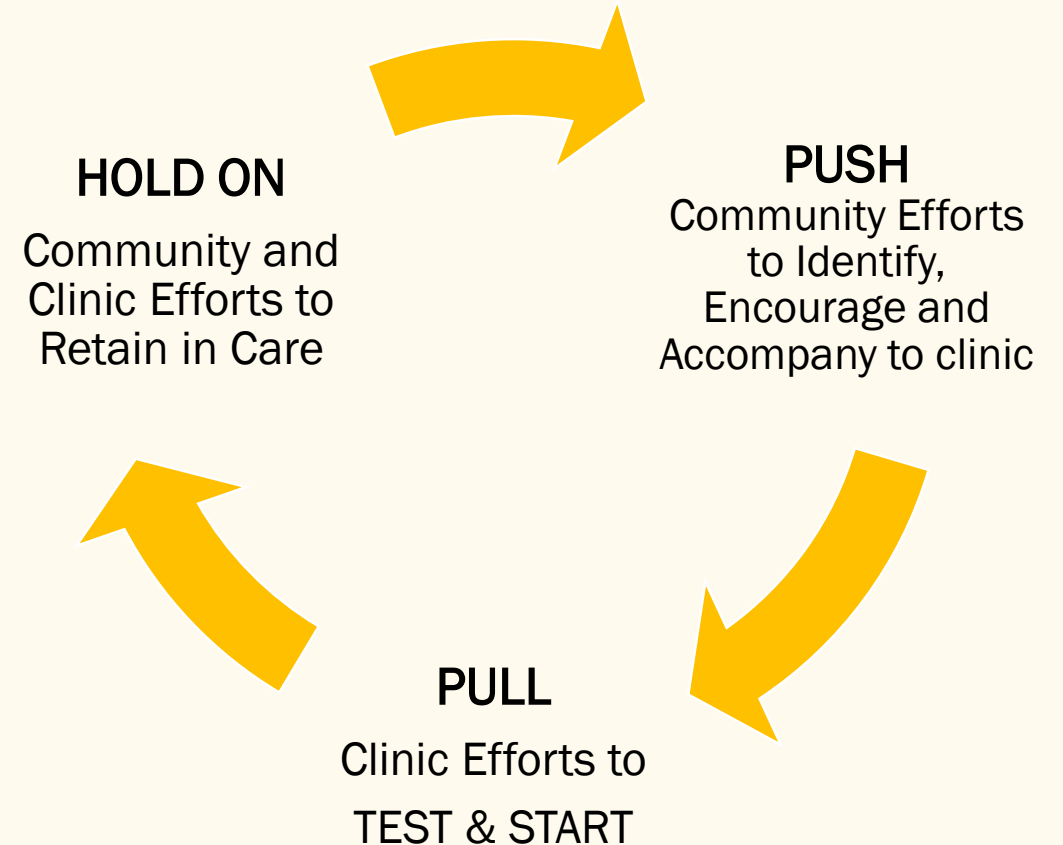 HOLD ON
Community and
Clinic Efforts to
Retain in Care
PUSH
Community Efforts
to Identify,
Encourage and
Accompany to clinic
PULL
Clinic Efforts to
TEST & START